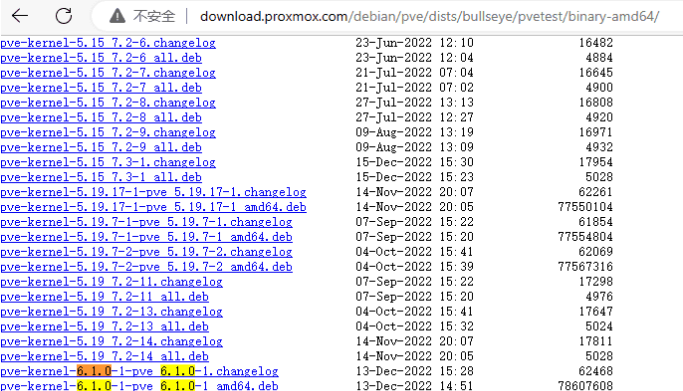 不安全 download.proxmox.com/debian/pve/dists/bullseye/pvetest/binary-amd64/
pve-kernel-5.15_7.2-6.changelog 23-Jun-2022 12:10 16482
pve-kernel-5.15_7.2-6_all.deb 23-Jun-2022 12:04 4884
pve-kernel-5.15_7.2-7.changelog 21-Jul-2022 07:04 16645
pve-kernel-5.15_7.2-7_all.deb 21-Jul-2022 07:02 4900
pve-kernel-5.15_7.2-8.changelog 27-Jul-2022 13:13 16808
pve-kernel-5.15_7.2-8_all.deb 27-Jul-2022 12:27 4920
pve-kernel-5.15_7.2-9.changelog 09-Aug-2022 13:19 16971
pve-kernel-5.15_7.2-9_all.deb 09-Aug-2022 13:09 4932
pve-kernel-5.15_7.3-1.changelog 15-Dec-2022 15:30 17954
pve-kernel-5.15_7.3-1_all.deb 15-Dec-2022 15:23 5028
pve-kernel-5.19.17-1-pve_5.19.17-1.changelog 14-Nov-2022 20:07 62261
pve-kernel-5.19.17-1-pve_5.19.17-1_amd64.deb 14-Nov-2022 20:05 77550104
pve-kernel-5.19.7-1-pve_5.19.7-1.changelog 07-Sep-2022 15:22 61854
pve-kernel-5.19.7-1-pve_5.19.7-1_amd64.deb 07-Sep-2022 15:20 77554804
pve-kernel-5.19.7-2-pve_5.19.7-2.changelog 04-Oct-2022 15:41 62069
pve-kernel-5.19.7-2-pve_5.19.7-2_amd64.deb 04-Oct-2022 15:39 77567316
pve-kernel-5.19_7.2-11.changelog 07-Sep-2022 15:22 17298
pve-kernel-5.19_7.2-11_all.deb 07-Sep-2022 15:20 4976
pve-kernel-5.19_7.2-13.changelog 04-Oct-2022 15:41 17647
pve-kernel-5.19_7.2-13_all.deb 04-Oct-2022 15:32 5024
pve-kernel-5.19_7.2-14.changelog 14-Nov-2022 20:07 17811
pve-kernel-5.19_7.2-14_all.deb 14-Nov-2022 20:05 5028
pve-kernel-6.1.0-1-pve_6.1.0-1.changelog 13-Dec-2022 15:28 62468
pve-kernel-6.1.0-1-pve_6.1.0-1_amd64.deb 13-Dec-2022 14:51 78607608